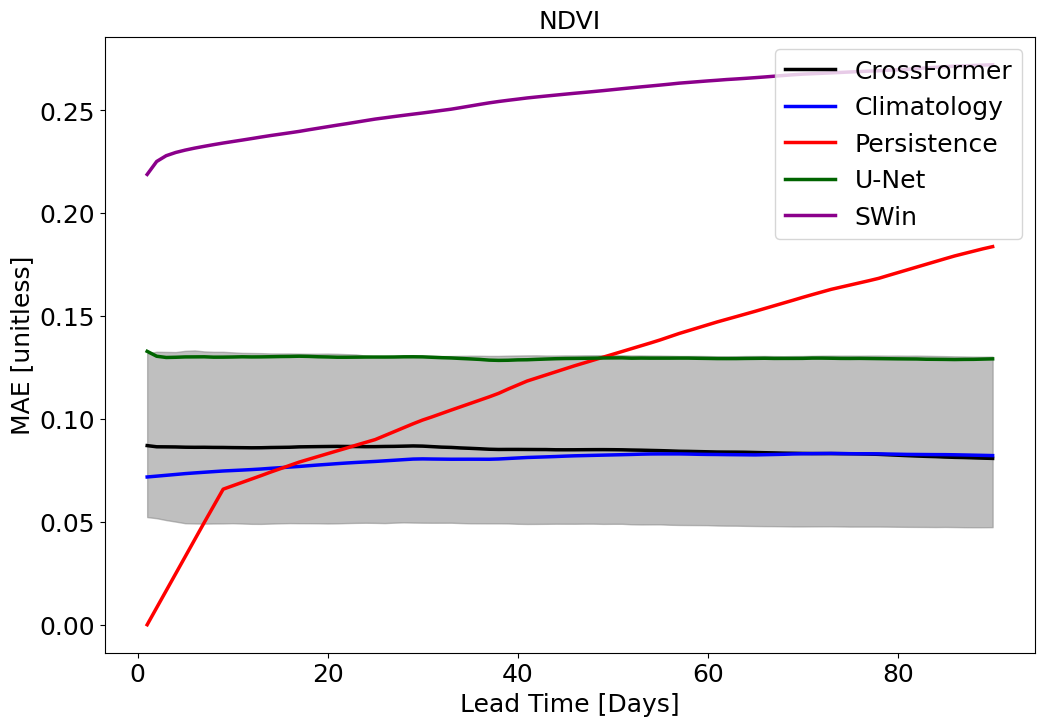 NDVI
MAE [unitless]
0.25
0.20
0.15
0.10
0.05
0.00
CrossFormer
Climatology
Persistence
U-Net
SWin
0 20 40 60 80
Lead Time [Days]